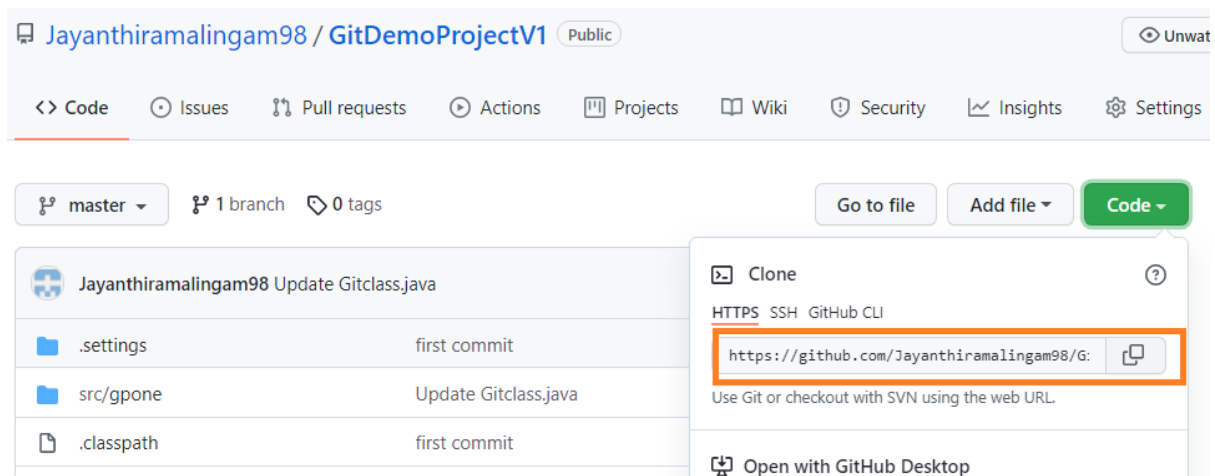 Jayanthiramalingam98 / GitDemoProjectV1 Public Unwat
<> Code Issues Pull requests Actions Projects Wiki Security Insights Settings
master 1 branch 0 tags Go to file Add file Code
Jayanthiramalingam98 Update Gitclass.java
.settings first commit
src/gpone Update Gitclass.java
.classpath first commit
Clone
HTTPS SSH GitHub CLI
https://github.com/Jayanthiramalingam98/G
Use Git or checkout with SVN using the web URL.
Open with GitHub Desktop